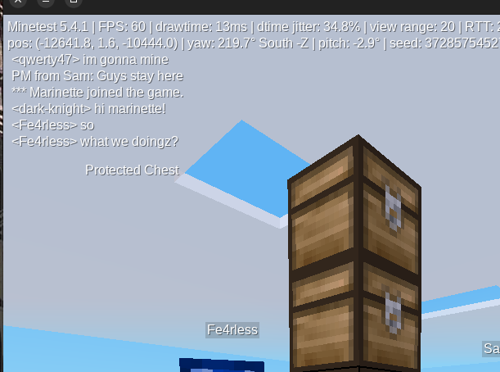 Minetest 5.4.1 | FPS: 60 | drawtime: 13ms | dtime jitter: 34.8% | view range: 20 | RTT: 2
pos: (-12641.8, 1.6, -10444.0) | yaw: 219.7° South -Z | pitch: -2.9° | seed: 3728575452
<qwerty47> im gonna mine
PM from Sam: Guys stay here
*** Marinette joined the game.
<dark-knight> hi marinette!
<Fe4rless> so
<Fe4rless> what we doingz?
Protected Chest
Fe4rless
Sa